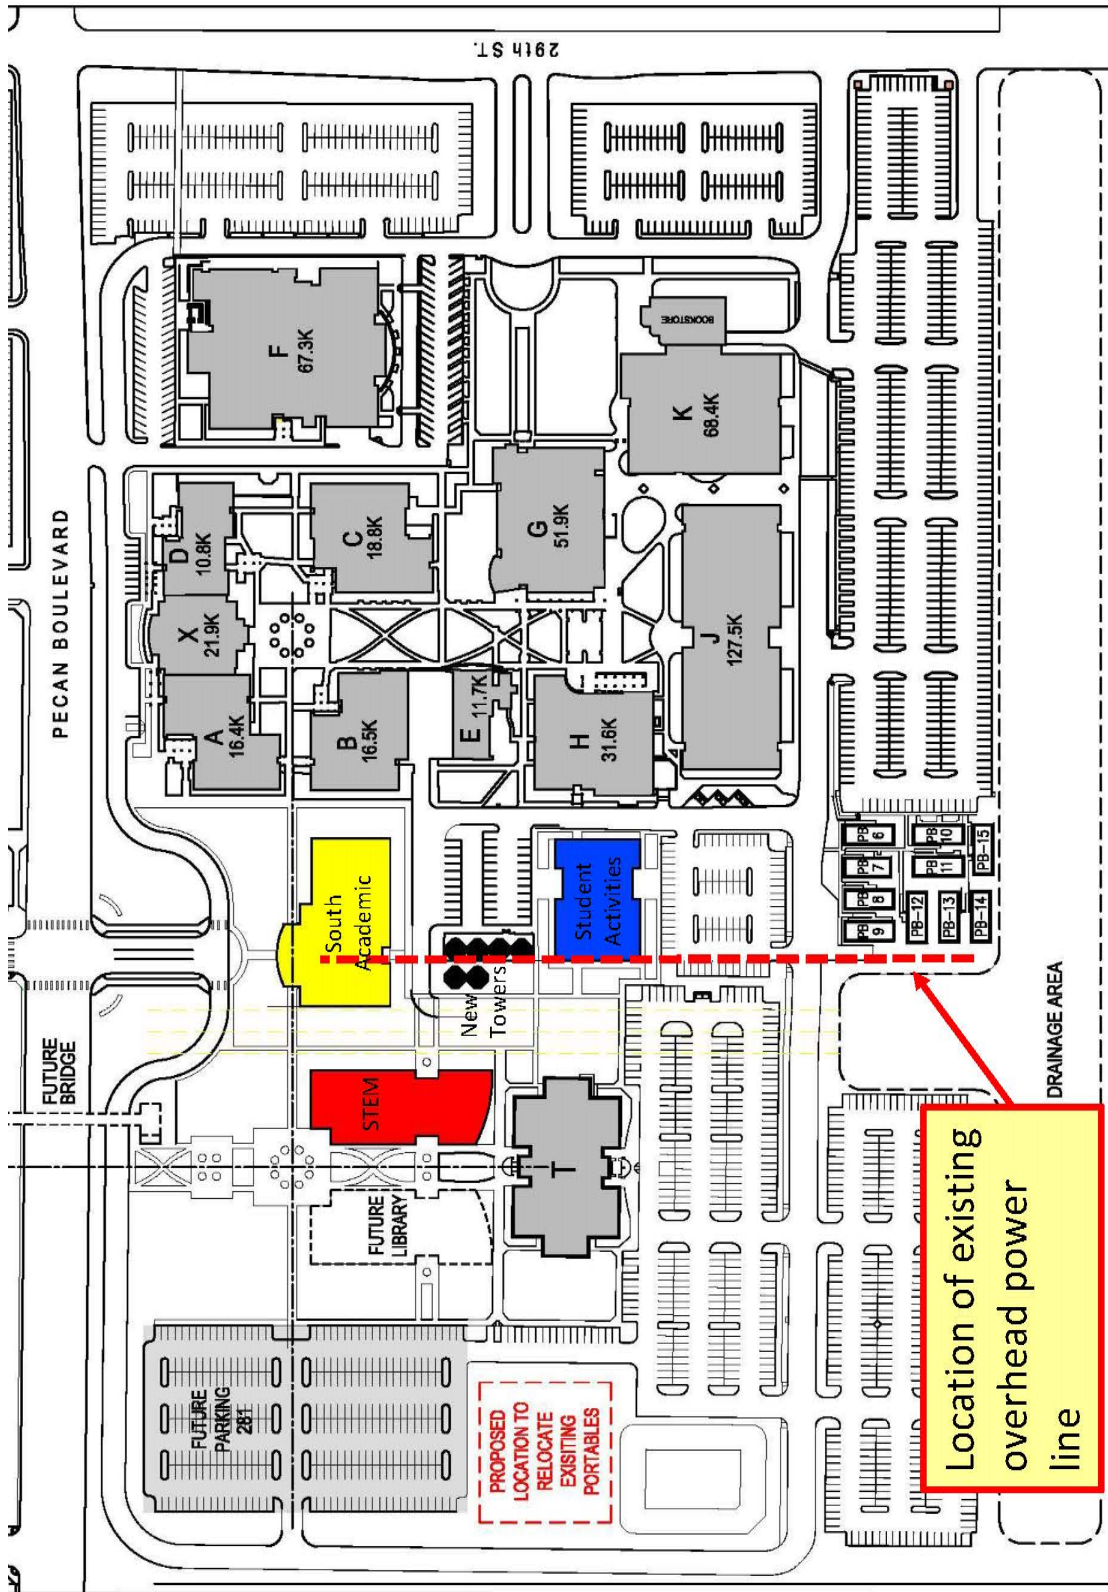 29th ST.
PECAN BOULEVARD
F
67.3K
BOOKSTORE
K
68.4K
D
10.8K
C
18.8K
G
51.9K
X
21.9K
J
127.5K
A
16.4K
B
16.5K
E
11.7K
H
31.6K
South
Academic
Student
Activities
New
Towers
PB
6
PB
7
PB
8
PB
9
PB
10
PB
11
PB-12
PB-13
PB-14
PB-15
FUTURE
BRIDGE
STEM
T
FUTURE
LIBRARY
DRAINAGE AREA
FUTURE
PARKING
281
PROPOSED
LOCATION TO
RELOCATE
EXISITING
PORTABLES
Location of existing
overhead power
line